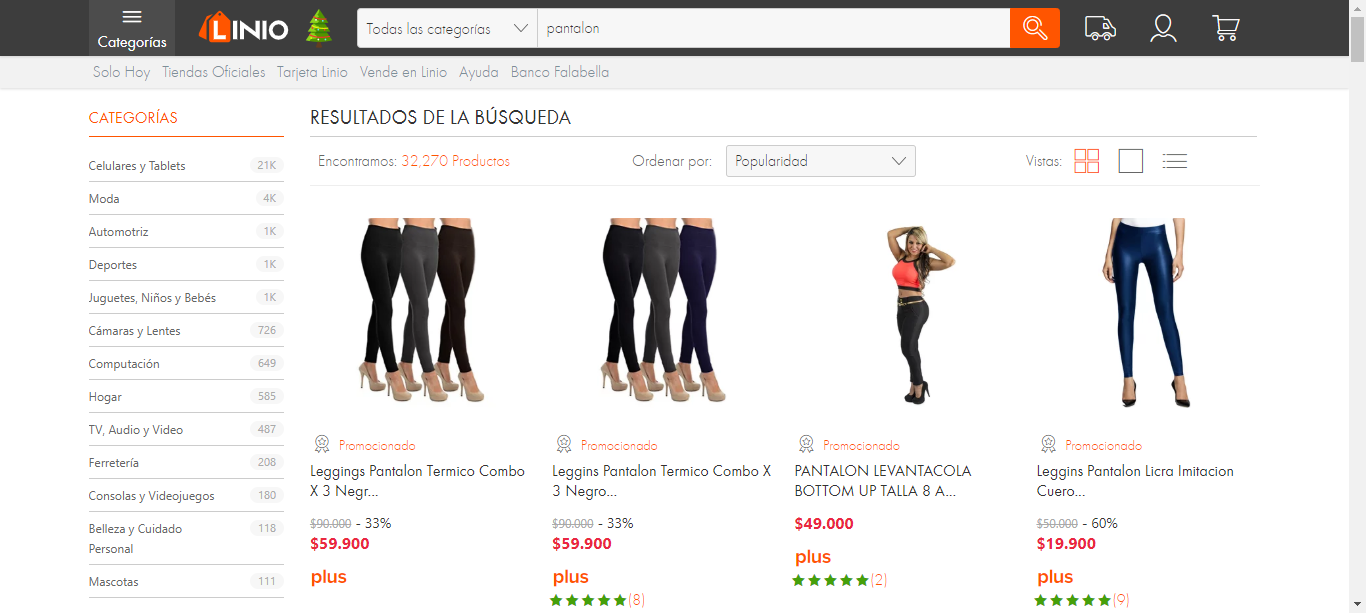 Categorías
LINIO
Todas las categorías
pantalon
Solo Hoy Tiendas Oficiales Tarjeta Linio Vende en Linio Ayuda Banco Falabella
CATEGORÍAS
Celulares y Tablets 21K
Moda 4K
Automotriz 1K
Deportes 1K
Juguetes, Niños y Bebés 1K
Cámaras y Lentes 726
Computación 649
Hogar 585
TV, Audio y Video 487
Ferretería 208
Consolas y Videojuegos 180
Belleza y Cuidado 118
Personal
Mascotas 111
RESULTADOS DE LA BÚSQUEDA
Encontramos: 32,270 Productos
Ordenar por: Popularidad
Vistas:
Promocionado
Leggings Pantalon Termico Combo
X 3 Negr...
$90.000 - 33%
$59.900
plus
Promocionado
Leggins Pantalon Termico Combo X
3 Negro...
$90.000 - 33%
$59.900
plus
(8)
Promocionado
PANTALON LEVANTACOLA
BOTTOM UP TALLA 8 A...
$49.000
plus
(2)
Promocionado
Leggins Pantalon Licra Imitacion
Cuero...
$50.000 - 60%
$19.900
plus
(9)